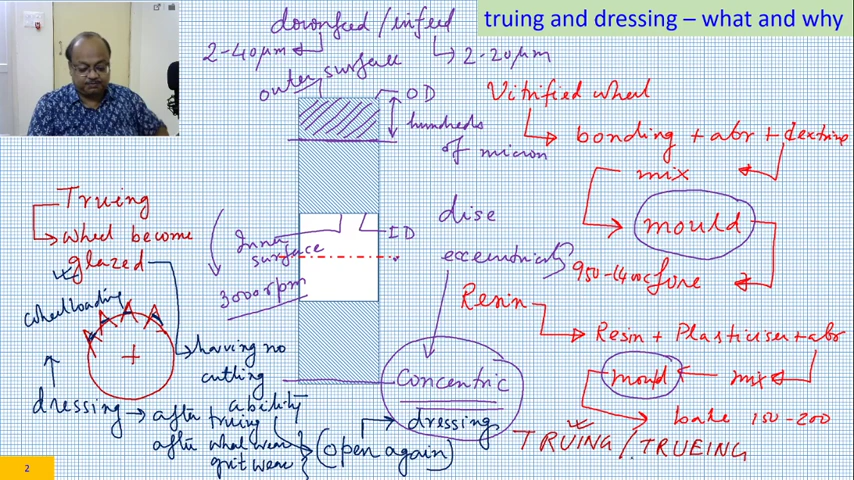 truing and dressing – what and why
downfeed / infeed
2-40µm
2-20µm
outer surface
OD
hundreds
of micron
Vitrified wheel
bonding + abr + dextrine
mix
mould
950-1400c fire
Truing
wheel become
glazed
wheel loading
having no
cutting
ability
dressing
after truing
after wheel wear
grit wear
(open again)
dressing
Inner
surface
ID
3000 rpm
disc
eccentricity
Concentric
Resin
Resin + Plasticiser + abr
mix
mould
bake 150-200
TRUING / TRUEING
2